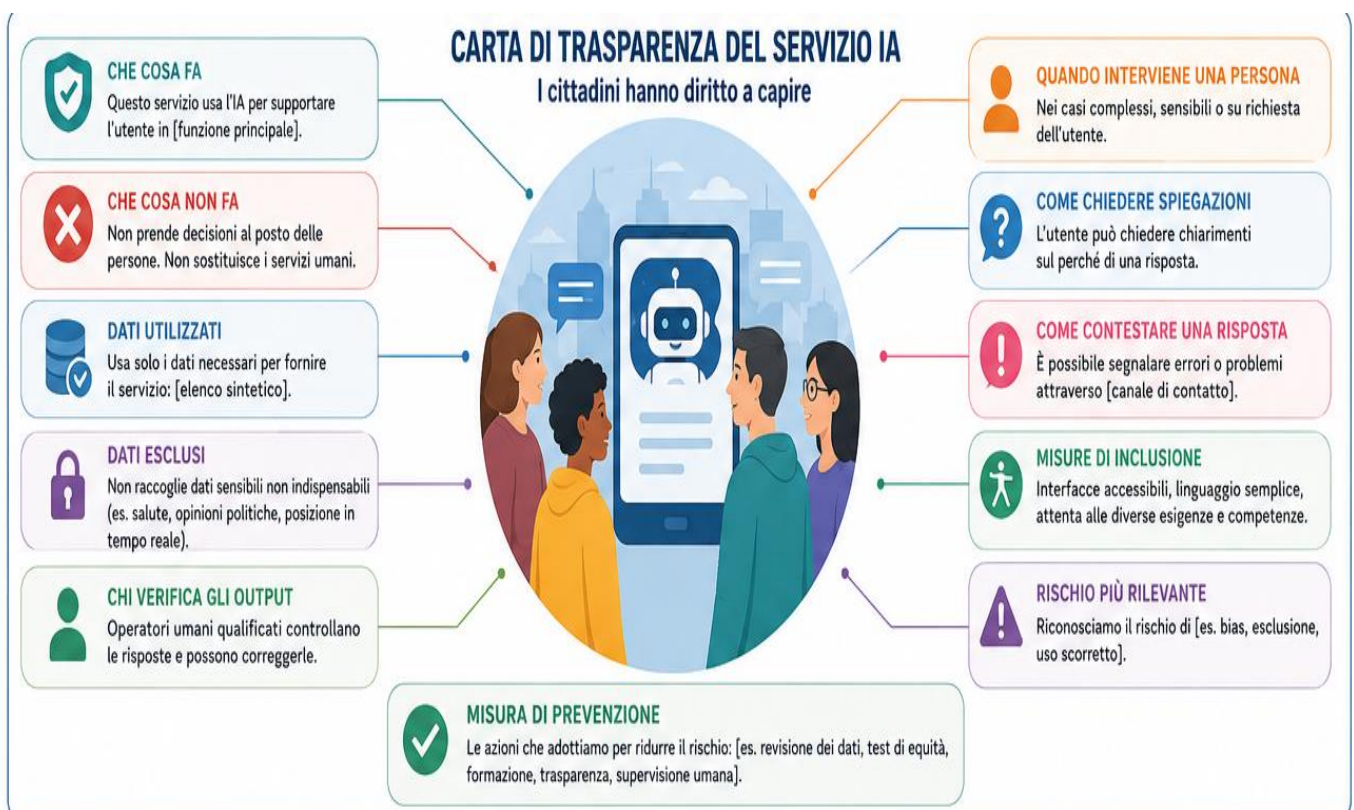 CARTA DI TRASPARENZA DEL SERVIZIO IA
I cittadini hanno diritto a capire
CHE COSA FA
Questo servizio usa l'IA per supportare
l'utente in [funzione principale].
CHE COSA NON FA
Non prende decisioni al posto delle
persone. Non sostituisce i servizi umani.
DATI UTILIZZATI
Usa solo i dati necessari per fornire
il servizio: [elenco sintetico].
DATI ESCLUSI
Non raccoglie dati sensibili non indispensabili
(es. salute, opinioni politiche, posizione in
tempo reale).
CHI VERIFICA GLI OUTPUT
Operatori umani qualificati controllano
le risposte e possono correggerle.
QUANDO INTERVIENE UNA PERSONA
Nei casi complessi, sensibili o su richiesta
dell'utente.
COME CHIEDERE SPIEGAZIONI
L'utente può chiedere chiarimenti
sul perché di una risposta.
COME CONTESTARE UNA RISPOSTA
È possibile segnalare errori o problemi
attraverso [canale di contatto].
MISURE DI INCLUSIONE
Interfacce accessibili, linguaggio semplice,
attenta alle diverse esigenze e competenze.
RISCHIO PIÙ RILEVANTE
Riconosciamo il rischio di [es. bias, esclusione,
uso scorretto].
MISURA DI PREVENZIONE
Le azioni che adottiamo per ridurre il rischio: [es. revisione dei dati, test di equità,
formazione, trasparenza, supervisione umana].